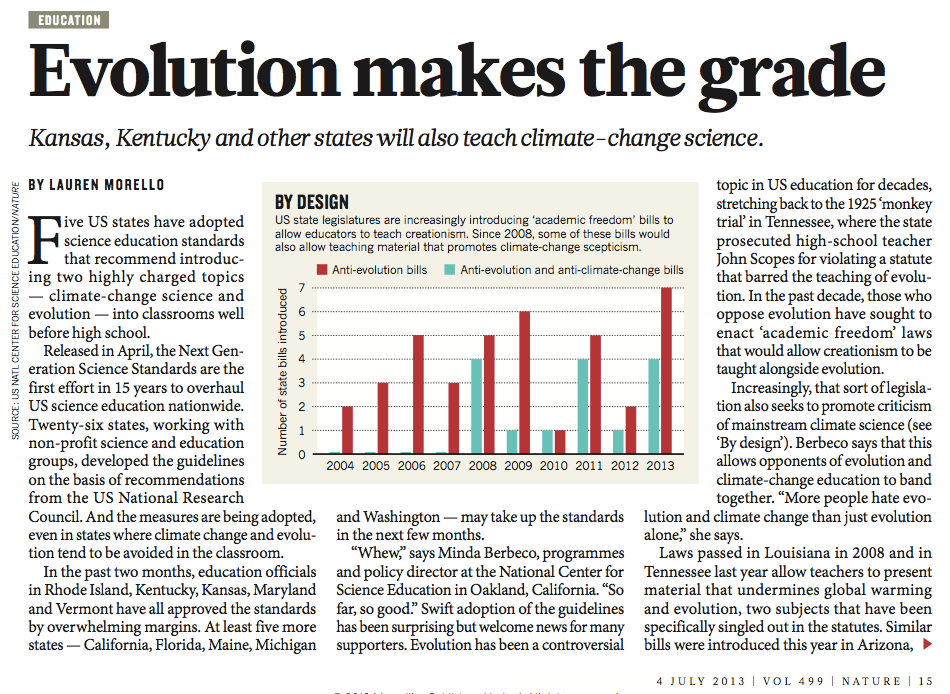 EDUCATION
Evolution makes the grade
Kansas, Kentucky and other states will also teach climate-change science.
BY LAUREN MORELLO
Five US states have adopted
science education standards
that recommend introduc-
ing two highly charged topics
— climate-change science and
evolution — into classrooms well
before high school.
Released in April, the Next Gen-
eration Science Standards are the
first effort in 15 years to overhaul
US science education nationwide.
Twenty-six states, working with
non-profit science and education
groups, developed the guidelines
on the basis of recommendations
from the US National Research
Council. And the measures are being adopted,
even in states where climate change and evolu-
tion tend to be avoided in the classroom.
In the past two months, education officials
in Rhode Island, Kentucky, Kansas, Maryland
and Vermont have all approved the standards
by overwhelming margins. At least five more
states — California, Florida, Maine, Michigan
SOURCE: US NATL CENTER FOR SCIENCE EDUCATION/NATURE
BY DESIGN
US state legislatures are increasingly introducing ‘academic freedom’ bills to
allow educators to teach creationism. Since 2008, some of these bills would
also allow teaching material that promotes climate-change scepticism.
Anti-evolution bills
Anti-evolution and anti-climate-change bills
Number of state bills introduced
7
6
5
4
3
2
1
0
2004 2005 2006 2007 2008 2009 2010 2011 2012 2013
and Washington — may take up the standards
in the next few months.
“Whew,” says Minda Berbeco, programmes
and policy director at the National Center for
Science Education in Oakland, California. “So
far, so good.” Swift adoption of the guidelines
has been surprising but welcome news for many
supporters. Evolution has been a controversial
topic in US education for decades,
stretching back to the 1925 ‘monkey
trial’ in Tennessee, where the state
prosecuted high-school teacher
John Scopes for violating a statute
that barred the teaching of evolu-
tion. In the past decade, those who
oppose evolution have sought to
enact ‘academic freedom’ laws
that would allow creationism to be
taught alongside evolution.
Increasingly, that sort of legisla-
tion also seeks to promote criticism
of mainstream climate science (see
‘By design’). Berbeco says that this
allows opponents of evolution and
climate-change education to band
together. “More people hate evo-
lution and climate change than just evolution
alone,” she says.
Laws passed in Louisiana in 2008 and in
Tennessee last year allow teachers to present
material that undermines global warming
and evolution, two subjects that have been
specifically singled out in the statutes. Similar
bills were introduced this year in Arizona,
4 JULY 2013 | VOL 499 | NATURE | 15